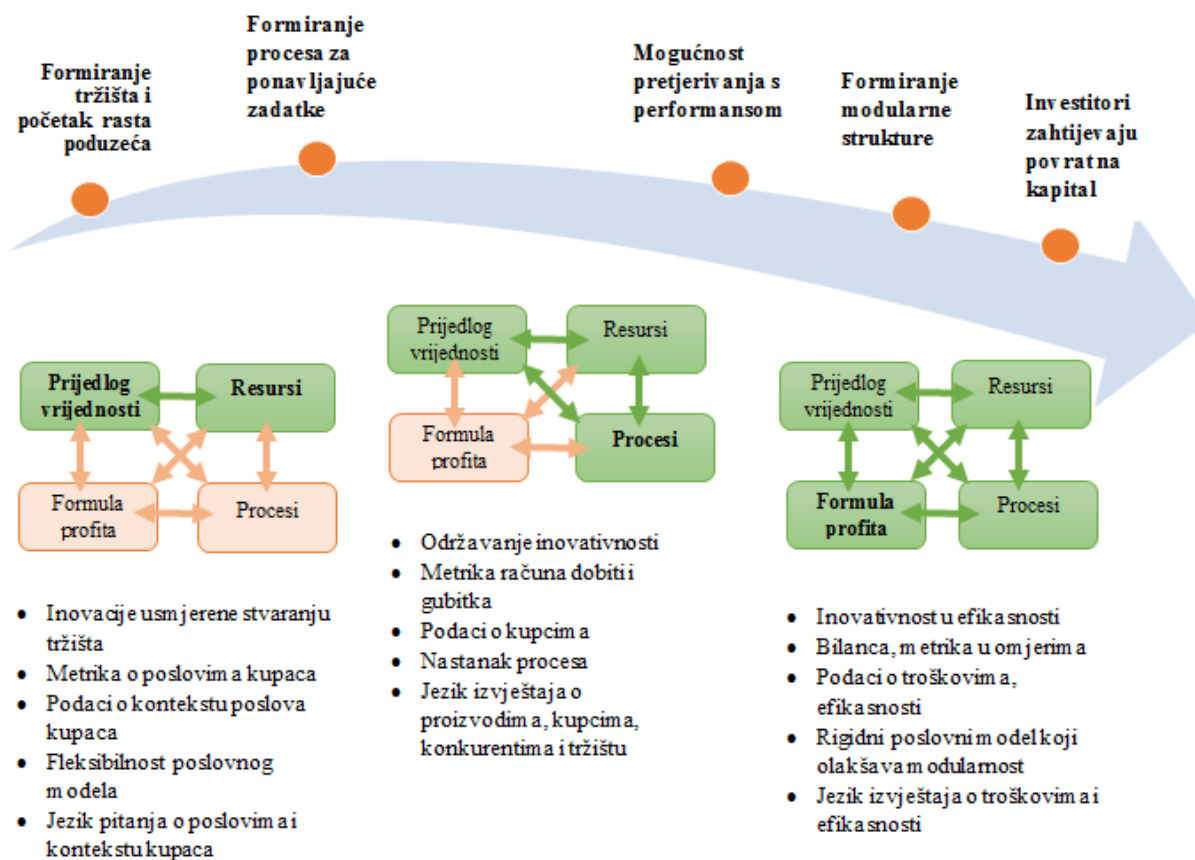 Formiranje
tržišta i
početak rasta
poduzeća
Formiranje
procesa za
ponavljajuće
zadatke
Mogućnost
pretjerivanja s
performansom
Formiranje
modularne
strukture
Investitori
zahtijevaju
povrat na
kapital
Prijedlog
vrijednosti
Resursi
Formula
profita
Procesi
• Inovacije usmjerene stvaranju
tržišta
• Metrika o poslovima kupaca
• Podaci o kontekstu poslova
kupaca
• Fleksibilnost poslovnog
modela
• Jezik pitanja o poslovima i
kontekstu kupaca
Prijedlog
vrijednosti
Resursi
Formula
profita
Procesi
• Održavanje inovativnosti
• Metrika računa dobiti i
gubitka
• Podaci o kupcima
• Nastanak procesa
• Jezik izvještaja o
proizvodima, kupcima,
konkurentima i tržištu
Prijedlog
vrijednosti
Resursi
Formula
profita
Procesi
• Inovativnost u efikasnosti
• Bilanca, metrika u omjerima
• Podaci o troškovima,
efikasnosti
• Rigidni poslovni model koji
olakšava modularnost
• Jezik izvještaja o troškovima i
efikasnosti